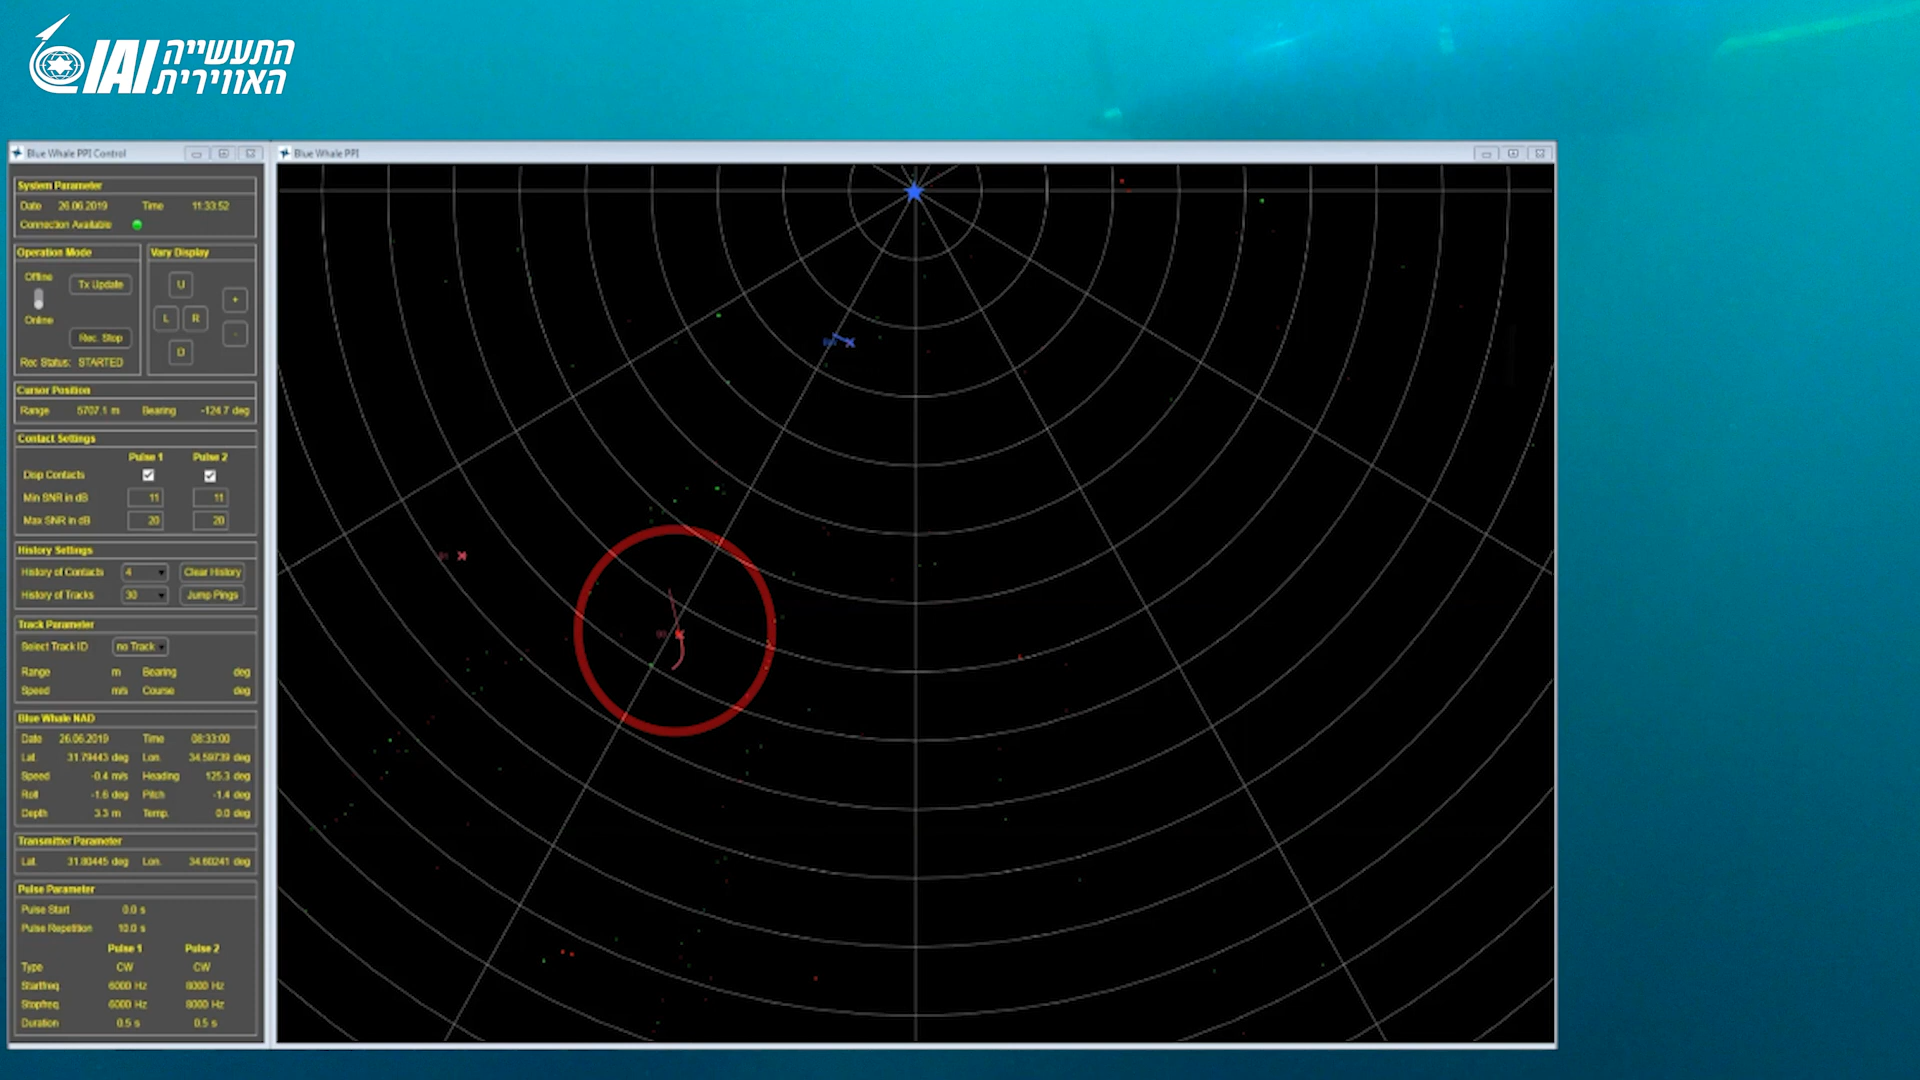 IAI התעשייה
האווירית
Blue Whale PPI Control
Blue Whale PPI
System Parameter
Date 26.06.2019 Time 11:33:52
Connection Available
Operation Mode
Vary Display
Offline
Tx Update
U
+
Online
L R
-
Rec. Stop
D
Rec Status: STARTED
Cursor Position
Range 5707.1 m Bearing -124.7 deg
Contact Settings
Pulse 1 Pulse 2
Disp Contacts
Min SNR in dB 11 11
Max SNR in dB 20 20
History Settings
History of Contacts 4 Clear History
History of Tracks 30 Jump Pings
Track Parameter
Select Track ID no Track
Range m Bearing deg
Speed m/s Course deg
Blue Whale NAD
Date 26.06.2019 Time 08:33:00
Lat. 31.79443 deg Lon. 34.59739 deg
Speed -0.4 m/s Heading 125.3 deg
Roll -1.6 deg Pitch -1.4 deg
Depth 3.3 m Temp. 0.0 deg
Transmitter Parameter
Lat. 31.80445 deg Lon. 34.60241 deg
Pulse Parameter
Pulse Start 0.0 s
Pulse Repetition 10.0 s
Pulse 1 Pulse 2
Type CW CW
Startfreq 6000 Hz 8000 Hz
Stopfreq 6000 Hz 8000 Hz
Duration 0.5 s 0.5 s